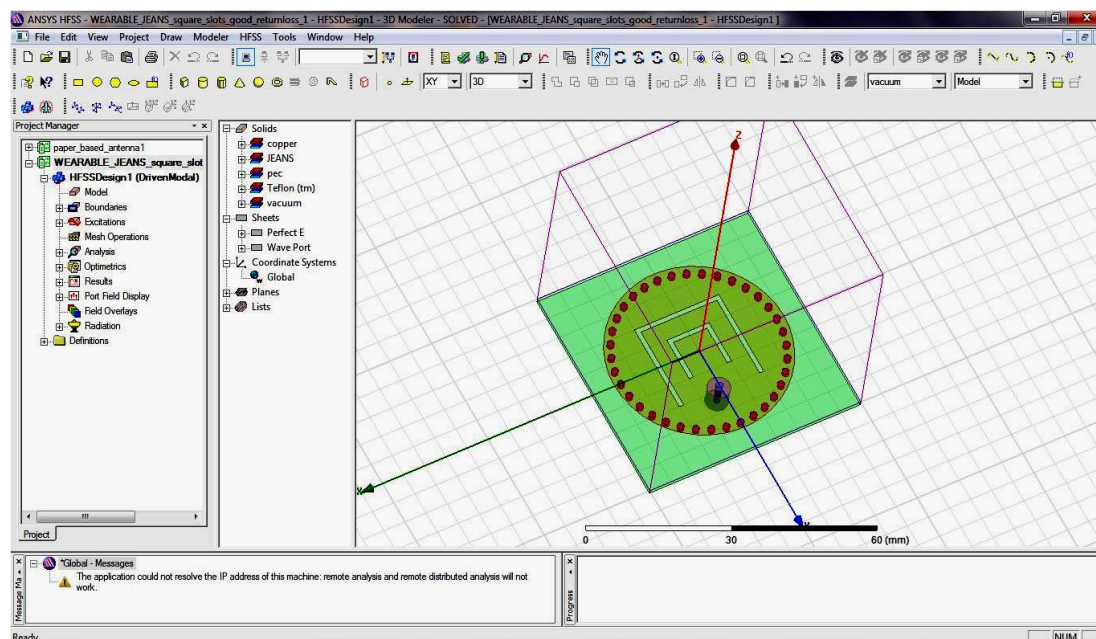 ANSYS HFSS - WEARABLE_JEANS_square_slots_good_returnloss_1 - HFSSDesign1 - 3D Modeler - SOLVED - [WEARABLE_JEANS_square_slots_good_returnloss_1 - HFSSDesign1 ]
File Edit View Project Draw Modeler HFSS Tools Window Help
XY 3D vacuum Model
Project Manager
paper_based_antenna1
WEARABLE_JEANS_square_slot
HFSSDesign1 (DrivenModal)
Model
Boundaries
Excitations
Mesh Operations
Analysis
Optimetrics
Results
Port Field Display
Field Overlays
Radiation
Definitions
Project
Solids
copper
JEANS
pec
Teflon (tm)
vacuum
Sheets
Perfect E
Wave Port
Coordinate Systems
Global
Planes
Lists
Z
0 30 60 (mm)
Message Ma
*Global - Messages
The application could not resolve the IP address of this machine: remote analysis and remote distributed analysis will not
work.
Progress
Ready
NUM